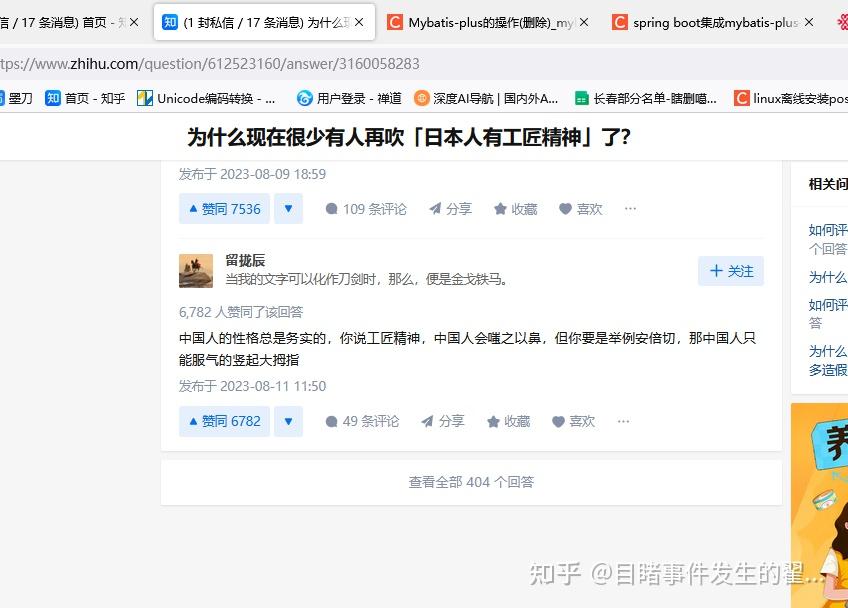 信 / 17 条消息) 首页 - 知
(1 封私信 / 17 条消息) 为什么现
Mybatis-plus的操作(删除)_my
spring boot集成mybatis-plus
tps://www.zhihu.com/question/612523160/answer/3160058283
墨刀
首页 - 知乎
Unicode编码转换 - ...
用户登录 - 禅道
深度AI导航 | 国内外A...
长春部分名单-瞎删喵...
linux离线安装pos
为什么现在很少有人再吹「日本人有工匠精神」了?
发布于 2023-08-09 18:59
赞同 7536
109 条评论
分享
收藏
喜欢
留拢辰
当我的文字可以化作刀剑时，那么，便是金戈铁马。
关注
6,782 人赞同了该回答
中国人的性格总是务实的，你说工匠精神，中国人会嗤之以鼻，但你要是举例安倍切，那中国人只
能服气的竖起大拇指
发布于 2023-08-11 11:50
赞同 6782
49 条评论
分享
收藏
喜欢
查看全部 404 个回答
相关问
如何评
个回答
为什么
如何评
答
为什么
多造假
养
知乎 @目睹事件发生的翟...